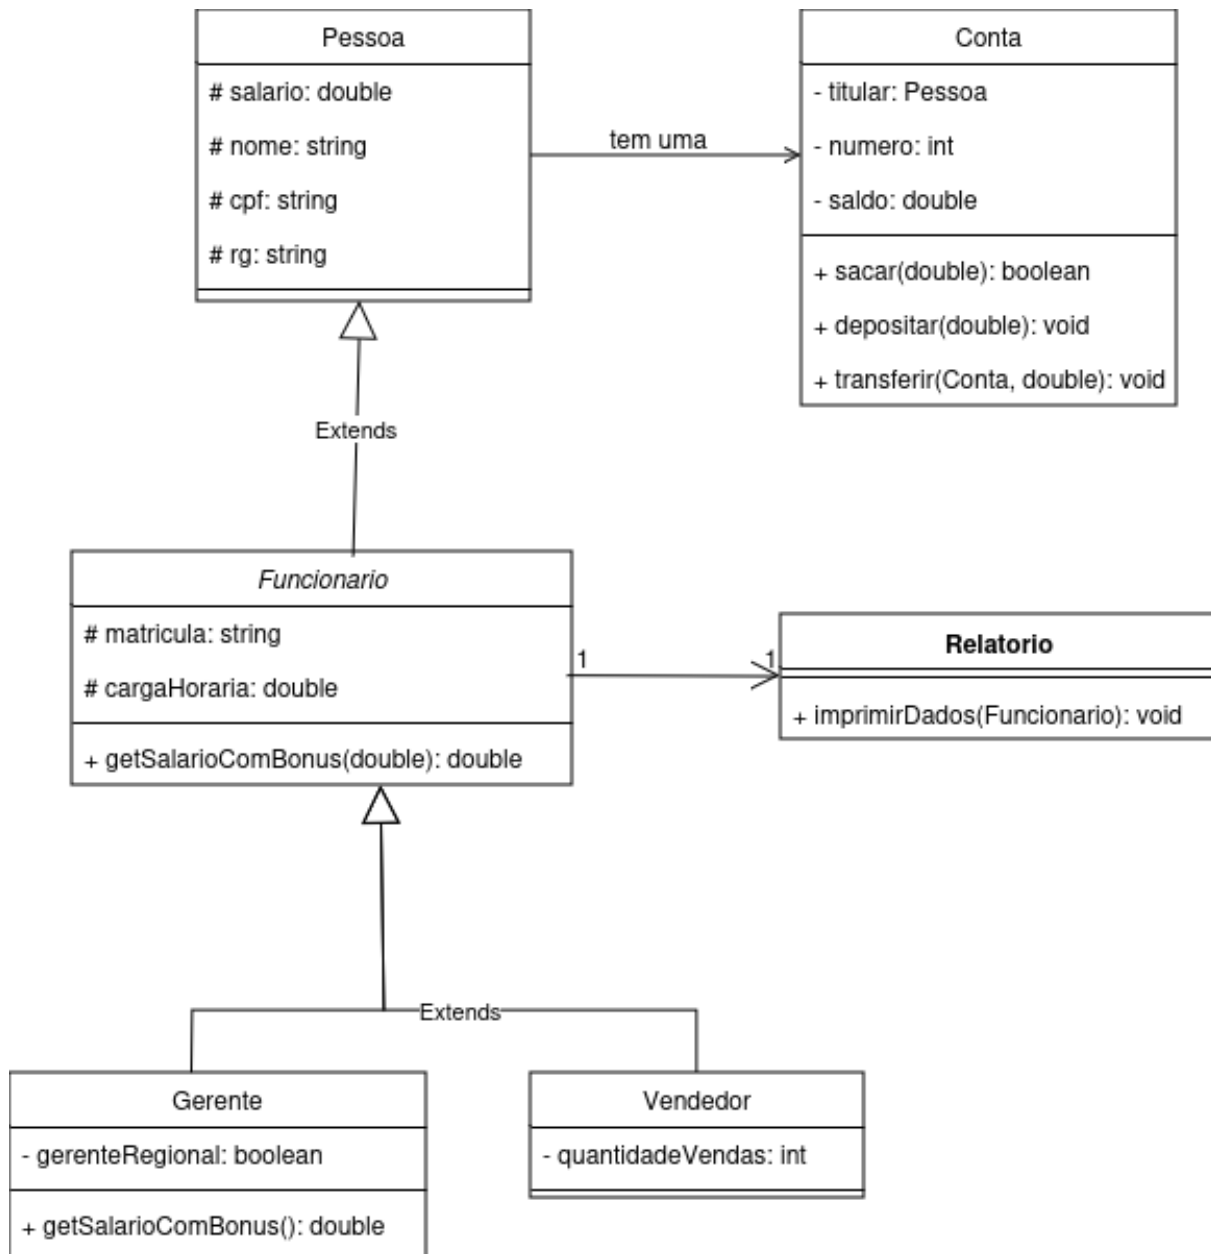 Pessoa
# salario: double
# nome: string
# cpf: string
# rg: string
tem uma
Conta
- titular: Pessoa
- numero: int
- saldo: double
+ sacar(double): boolean
+ depositar(double): void
+ transferir(Conta, double): void
Extends
Funcionario
# matricula: string
# cargaHoraria: double
+ getSalarioComBonus(double): double
1
1
Relatorio
+ imprimirDados(Funcionario): void
Extends
Gerente
- gerenteRegional: boolean
+ getSalarioComBonus(): double
Vendedor
- quantidadeVendas: int